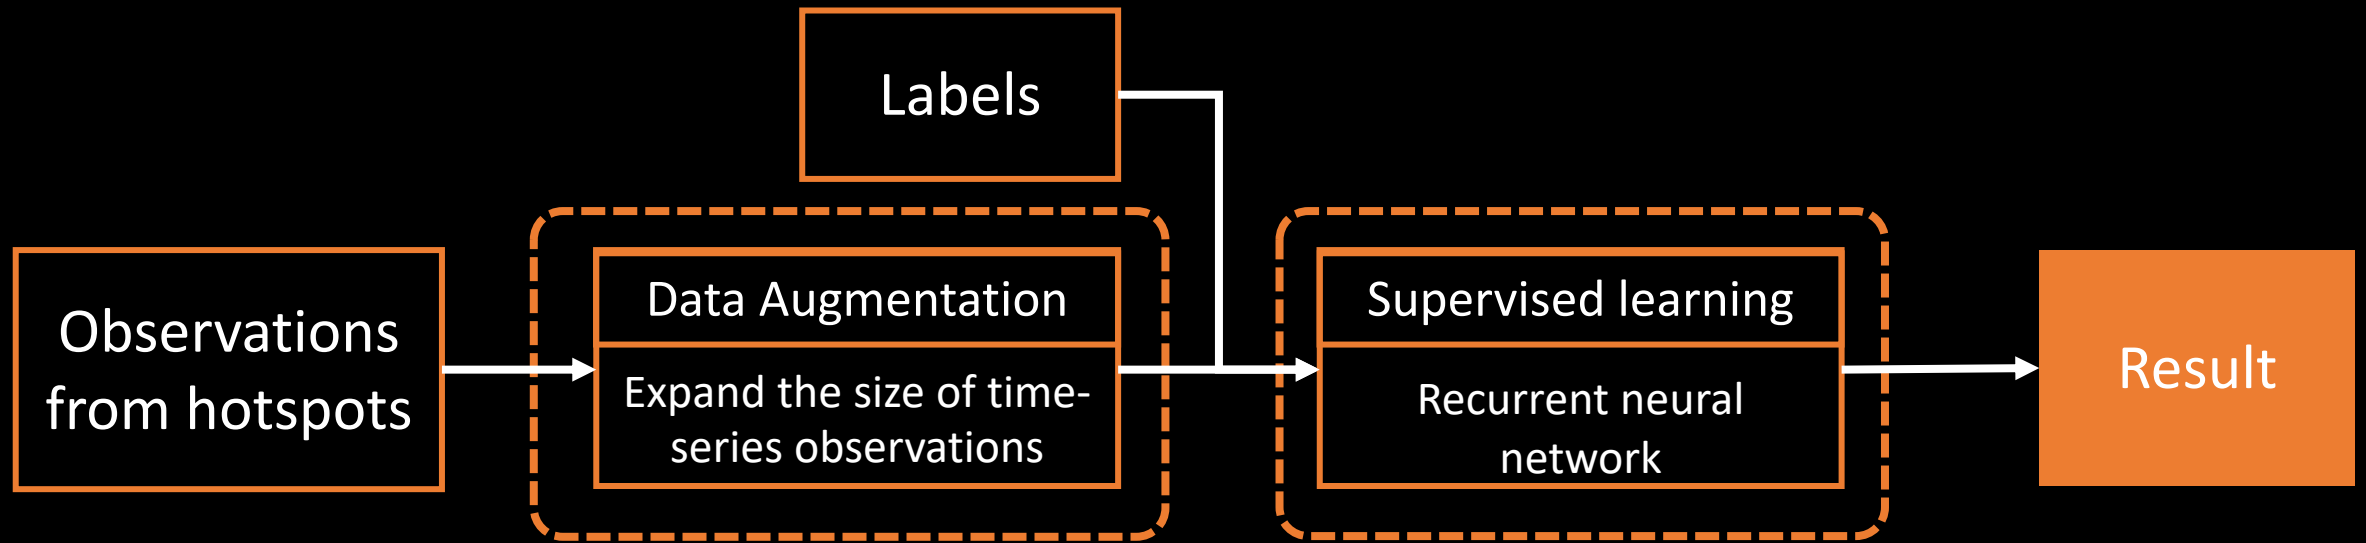 Labels
Observations
from hotspots
Data Augmentation
Expand the size of time-
series observations
Supervised learning
Recurrent neural
network
Result